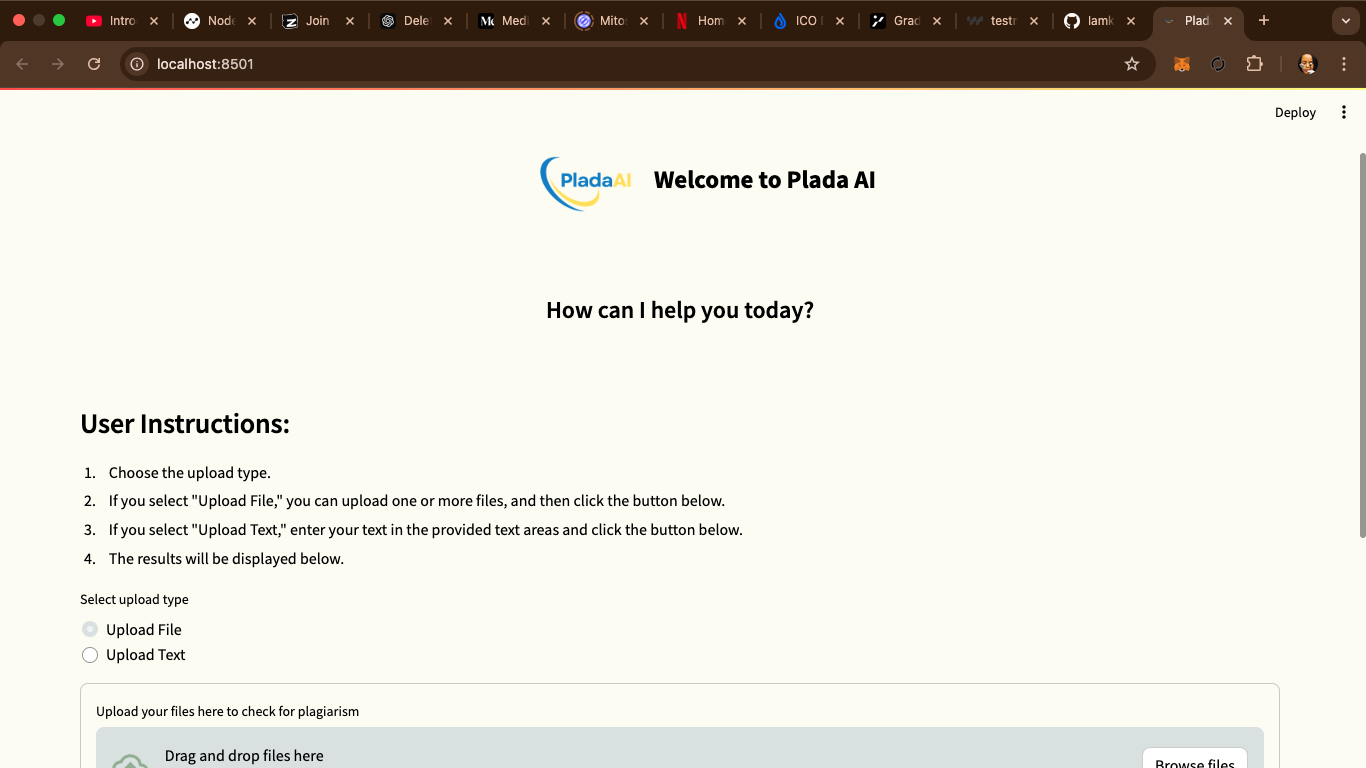 Intro
Node
Join
Dele
Medi
Mito
Hom
ICO
Grad
testr
Iamk
Plad
localhost:8501
Deploy
PladaAI
Welcome to Plada AI
How can I help you today?
User Instructions:
1. Choose the upload type.
2. If you select "Upload File," you can upload one or more files, and then click the button below.
3. If you select "Upload Text," enter your text in the provided text areas and click the button below.
4. The results will be displayed below.
Select upload type
Upload File
Upload Text
Upload your files here to check for plagiarism
Drag and drop files here
Browse files